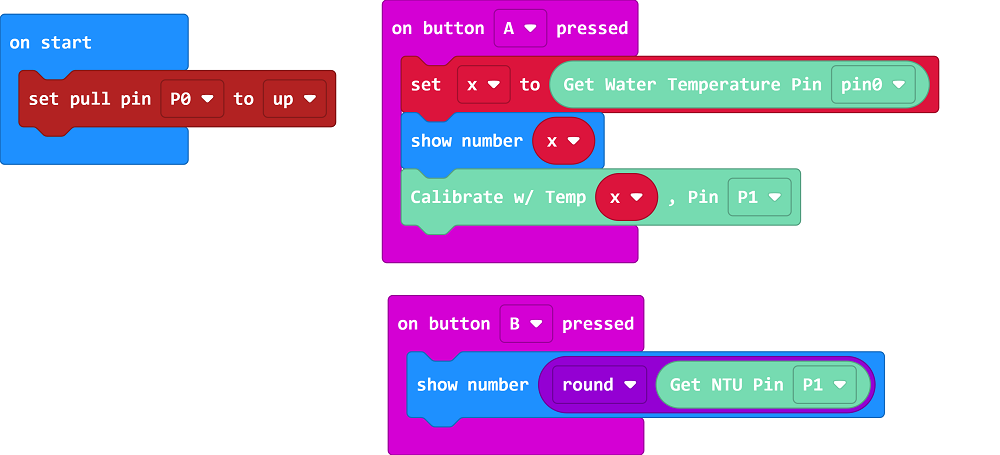 on start
set pull pin P0 to up
on button A pressed
set x to Get Water Temperature Pin pin0
show number x
Calibrate w/ Temp x , Pin P1
on button B pressed
show number round Get NTU Pin P1